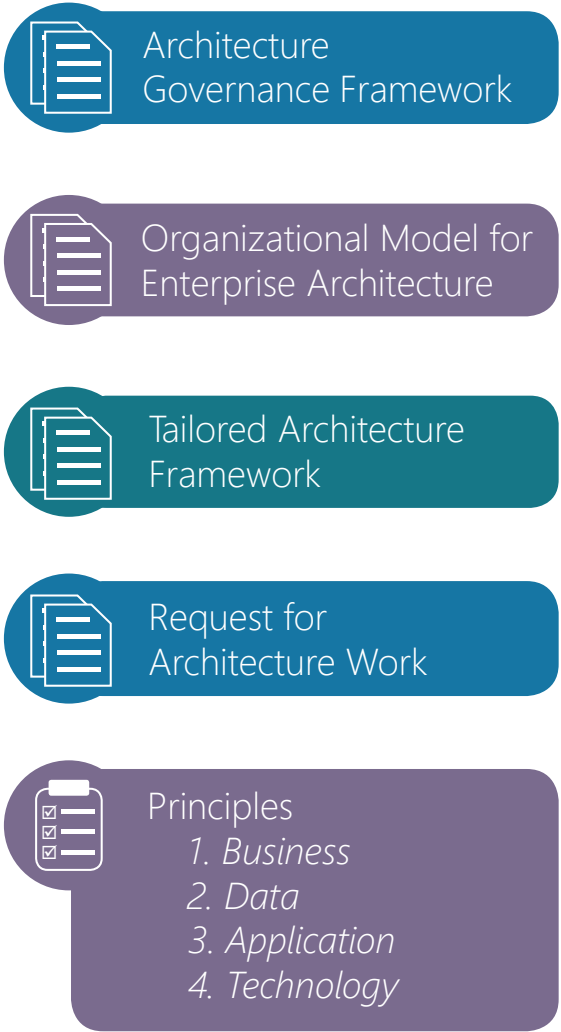 Architecture
Governance Framework
Organizational Model for
Enterprise Architecture
Tailored Architecture
Framework
Request for
Architecture Work
Principles
1. Business
2. Data
3. Application
4. Technology